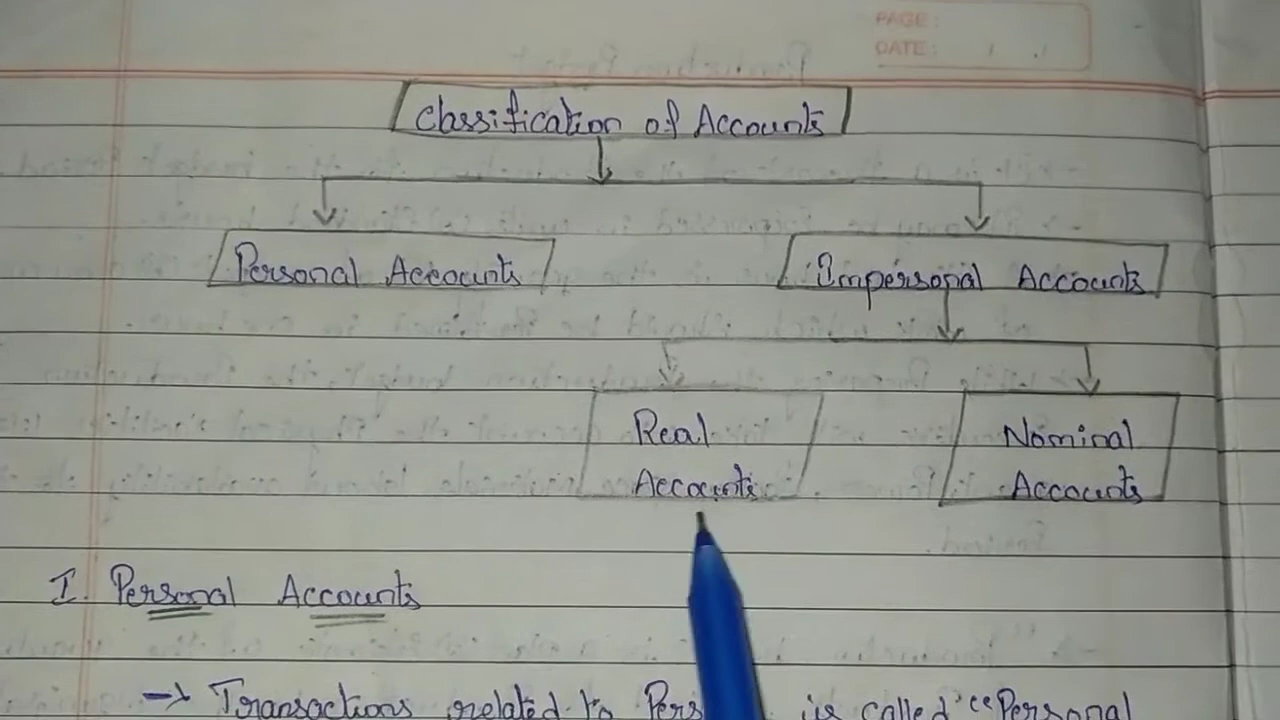 PAGE:
DATE:
Classification of Accounts
Personal Accounts
Impersonal Accounts
Real
Accounts
Nominal
Accounts
I. Personal Accounts
→ Transactions related to Pers is called "Personal